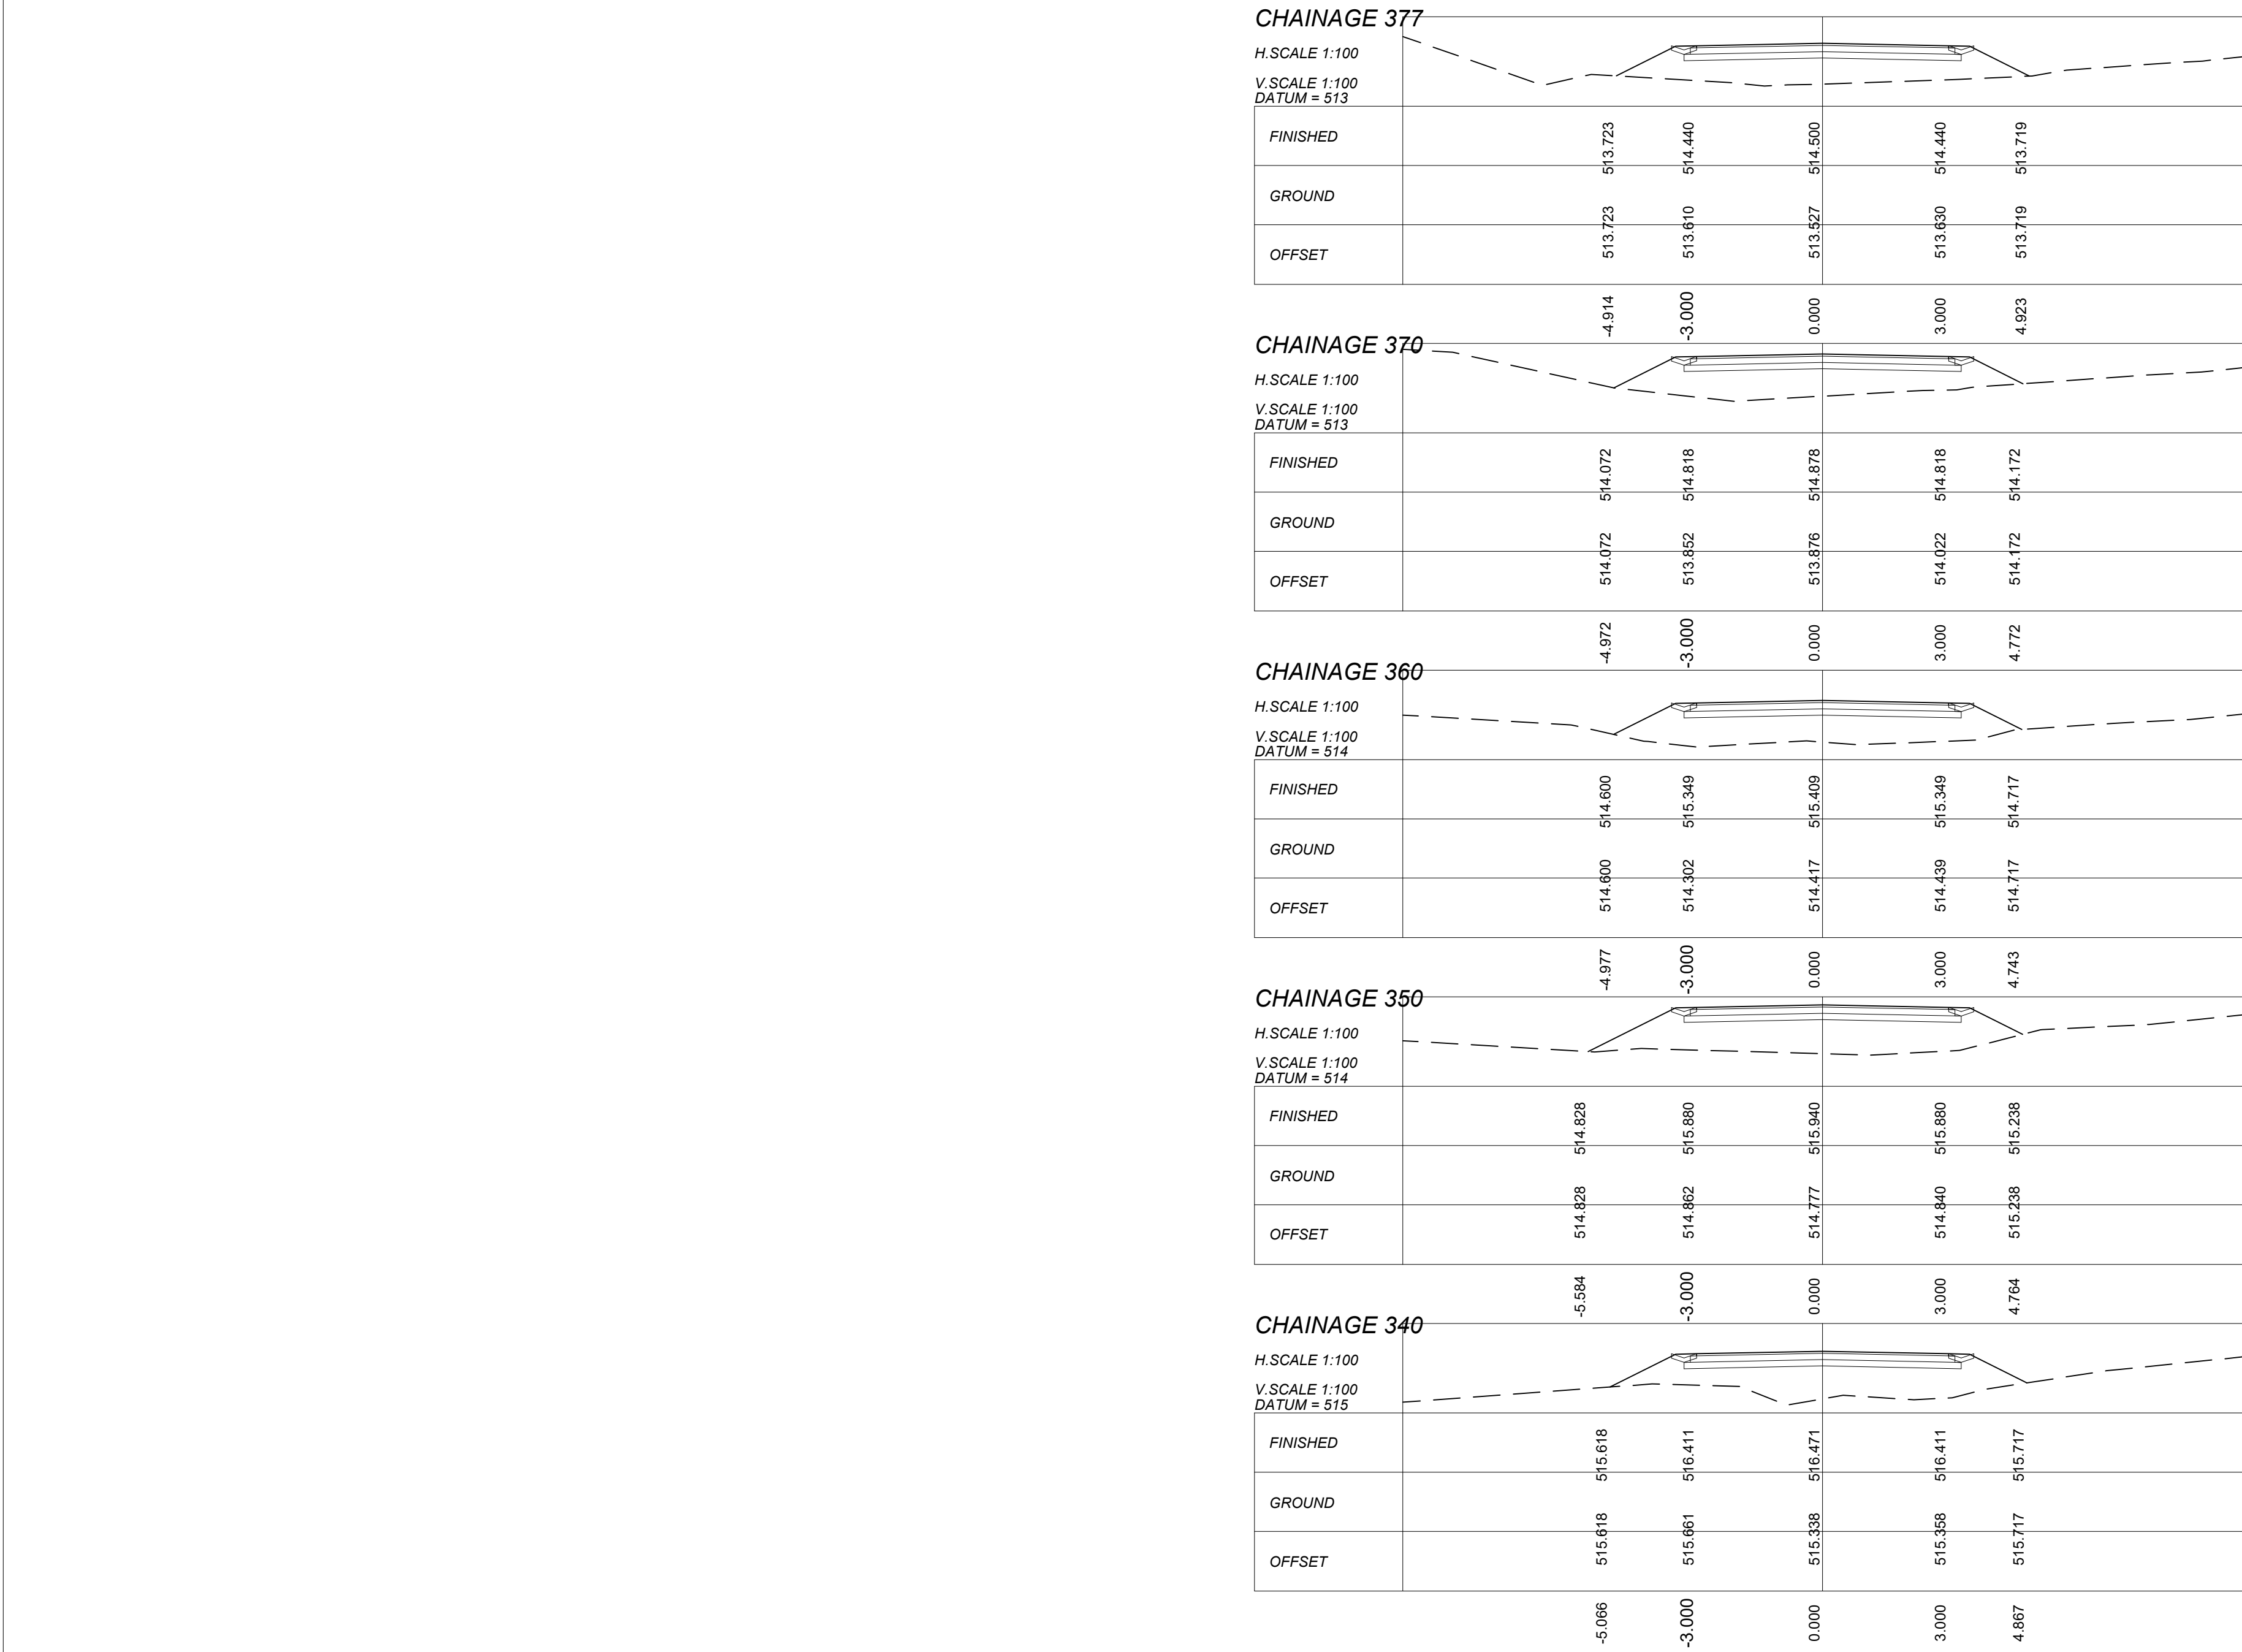 CHAINAGE 377
H.SCALE 1:100
V.SCALE 1:100
DATUM = 513
FINISHED 513.723 514.440 514.500 514.440 513.719
GROUND 513.723 513.610 513.527 513.630 513.719
OFFSET -4.914 -3.000 0.000 3.000 4.923
CHAINAGE 370
H.SCALE 1:100
V.SCALE 1:100
DATUM = 513
FINISHED 514.072 514.818 514.878 514.818 514.172
GROUND 514.072 513.852 513.876 514.022 514.172
OFFSET -4.972 -3.000 0.000 3.000 4.772
CHAINAGE 360
H.SCALE 1:100
V.SCALE 1:100
DATUM = 514
FINISHED 514.600 515.349 515.409 515.349 514.717
GROUND 514.600 514.302 514.417 514.439 514.717
OFFSET -4.977 -3.000 0.000 3.000 4.743
CHAINAGE 350
H.SCALE 1:100
V.SCALE 1:100
DATUM = 514
FINISHED 514.828 515.880 515.940 515.880 515.238
GROUND 514.828 514.862 514.777 514.840 515.238
OFFSET -5.584 -3.000 0.000 3.000 4.764
CHAINAGE 340
H.SCALE 1:100
V.SCALE 1:100
DATUM = 515
FINISHED 515.618 516.411 516.471 516.411 515.717
GROUND 515.618 515.661 515.338 515.358 515.717
OFFSET -5.066 -3.000 0.000 3.000 4.867